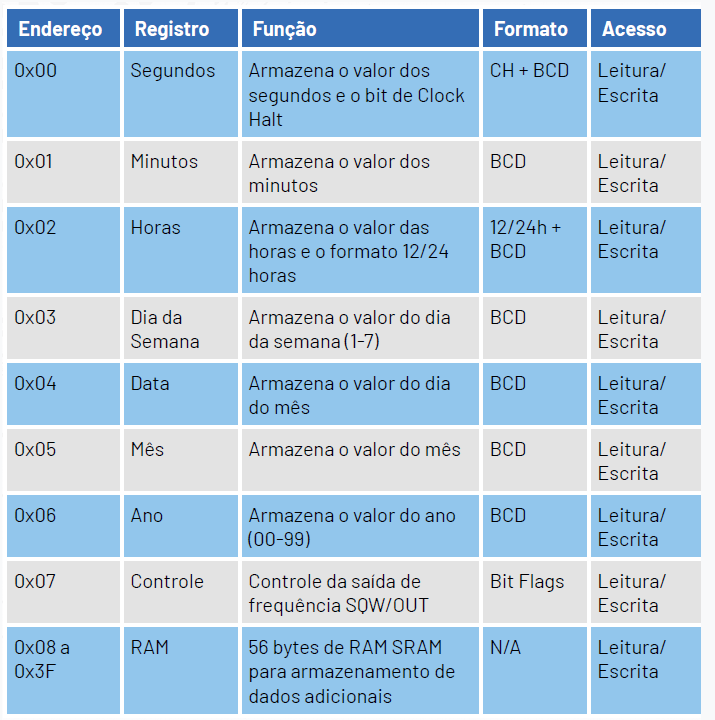 Endereço Registro Função Formato Acesso
0x00 Segundos Armazena o valor dos CH + BCD Leitura/
segundos e o bit de Clock Escrita
Halt
0x01 Minutos Armazena o valor dos BCD Leitura/
minutos Escrita
0x02 Horas Armazena o valor das 12/24h + Leitura/
horas e o formato 12/24 BCD Escrita
horas
0x03 Dia da Armazena o valor do dia BCD Leitura/
Semana da semana (1-7) Escrita
0x04 Data Armazena o valor do dia BCD Leitura/
do mês Escrita
0x05 Mês Armazena o valor do mês BCD Leitura/
Escrita
0x06 Ano Armazena o valor do ano BCD Leitura/
(00-99) Escrita
0x07 Controle Controle da saída de Bit Flags Leitura/
frequência SQW/OUT Escrita
0x08 a RAM 56 bytes de RAM SRAM N/A Leitura/
0x3F para armazenamento de Escrita
dados adicionais